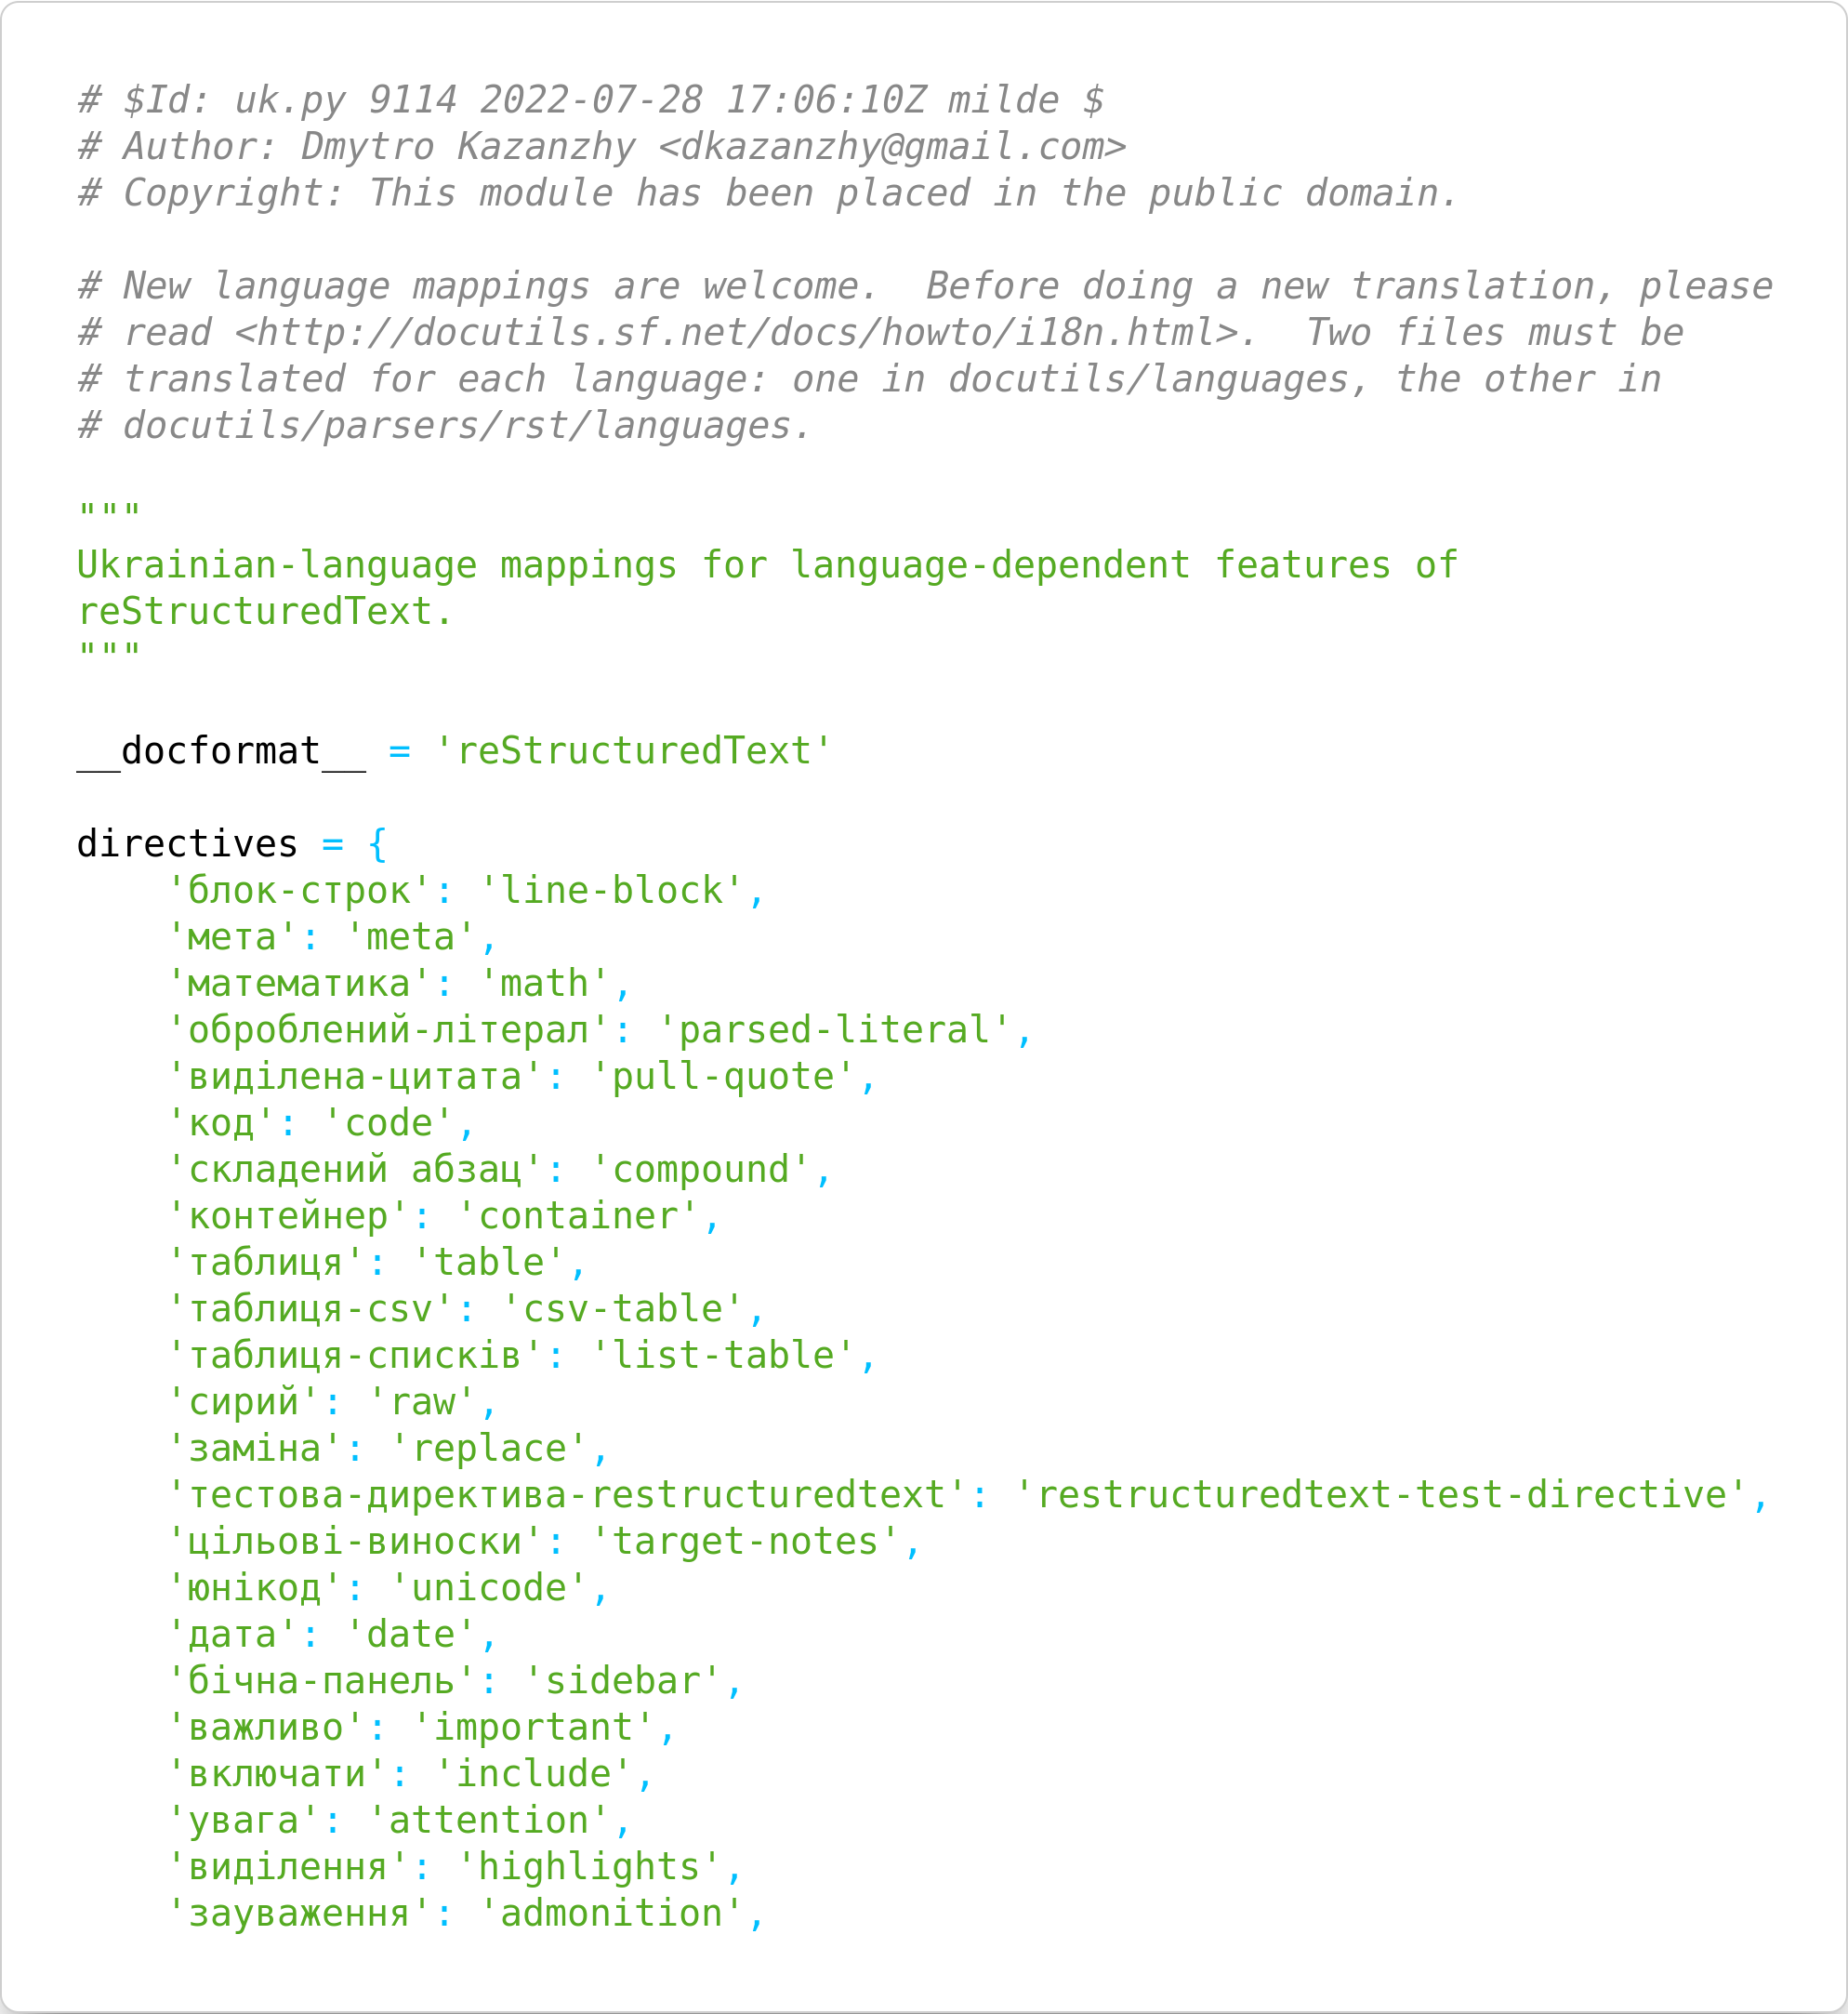 # $Id: uk.py 9114 2022-07-28 17:06:10Z milde $
# Author: Dmytro Kazanzhy <dkazanzhy@gmail.com>
# Copyright: This module has been placed in the public domain.

# New language mappings are welcome.  Before doing a new translation, please
# read <http://docutils.sf.net/docs/howto/i18n.html>.  Two files must be
# translated for each language: one in docutils/languages, the other in
# docutils/parsers/rst/languages.

"""
Ukrainian-language mappings for language-dependent features of
reStructuredText.
"""

__docformat__ = 'reStructuredText'

directives = {
    'блок-строк': 'line-block',
    'мета': 'meta',
    'математика': 'math',
    'оброблений-літерал': 'parsed-literal',
    'виділена-цитата': 'pull-quote',
    'код': 'code',
    'складений абзац': 'compound',
    'контейнер': 'container',
    'таблиця': 'table',
    'таблиця-csv': 'csv-table',
    'таблиця-списків': 'list-table',
    'сирий': 'raw',
    'заміна': 'replace',
    'тестова-директива-restructuredtext': 'restructuredtext-test-directive',
    'цільові-виноски': 'target-notes',
    'юнікод': 'unicode',
    'дата': 'date',
    'бічна-панель': 'sidebar',
    'важливо': 'important',
    'включати': 'include',
    'увага': 'attention',
    'виділення': 'highlights',
    'зауваження': 'admonition',